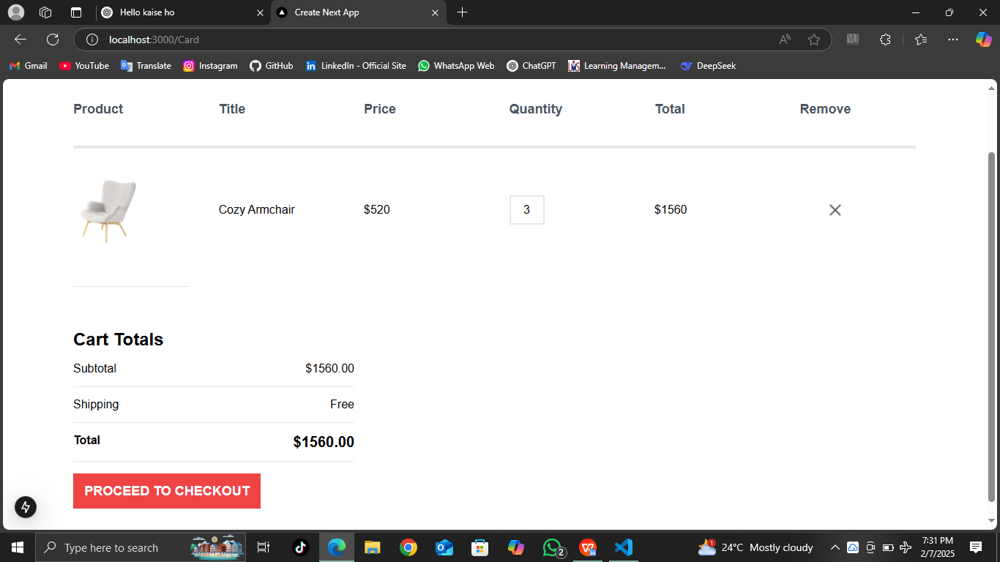 Hello kaise ho
Create Next App
localhost:3000/Card
Gmail
YouTube
Translate
Instagram
GitHub
LinkedIn - Official Site
WhatsApp Web
ChatGPT
Learning Managem...
DeepSeek
Product Title Price Quantity Total Remove
Cozy Armchair $520 3 $1560
Cart Totals
Subtotal $1560.00
Shipping Free
Total $1560.00
PROCEED TO CHECKOUT
Type here to search
2
1
24°C Mostly cloudy
7:31 PM
2/7/2025